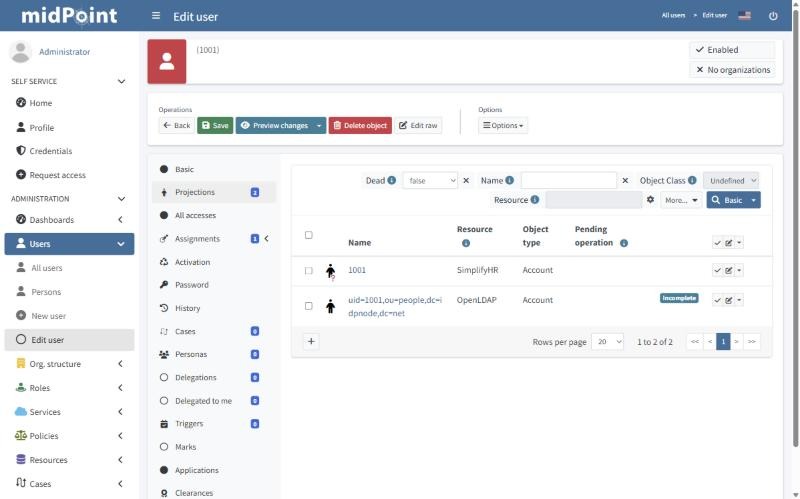 midPoint
Edit user
All users > Edit user
Administrator
(1001)
Enabled
No organizations
SELF SERVICE
Home
Profile
Credentials
Request access
ADMINISTRATION
Dashboards
Users
All users
Persons
New user
Edit user
Org. structure
Roles
Services
Policies
Resources
Cases
Operations
Back
Save
Preview changes
Delete object
Edit raw
Options
Options
Basic
Projections 2
All accesses
Assignments 1
Activation
Password
History
Cases 0
Personas 0
Delegations 0
Delegated to me 0
Triggers 0
Marks
Applications
Clearances
Dead false Name Object Class Undefined
Resource More... Basic
Name Resource Object type Pending operation
1001 SimplifyHR Account
uid=1001,ou=people,dc=i
dpnode,dc=net OpenLDAP Account Incomplete
Rows per page 20 1 to 2 of 2 << < 1 > >>